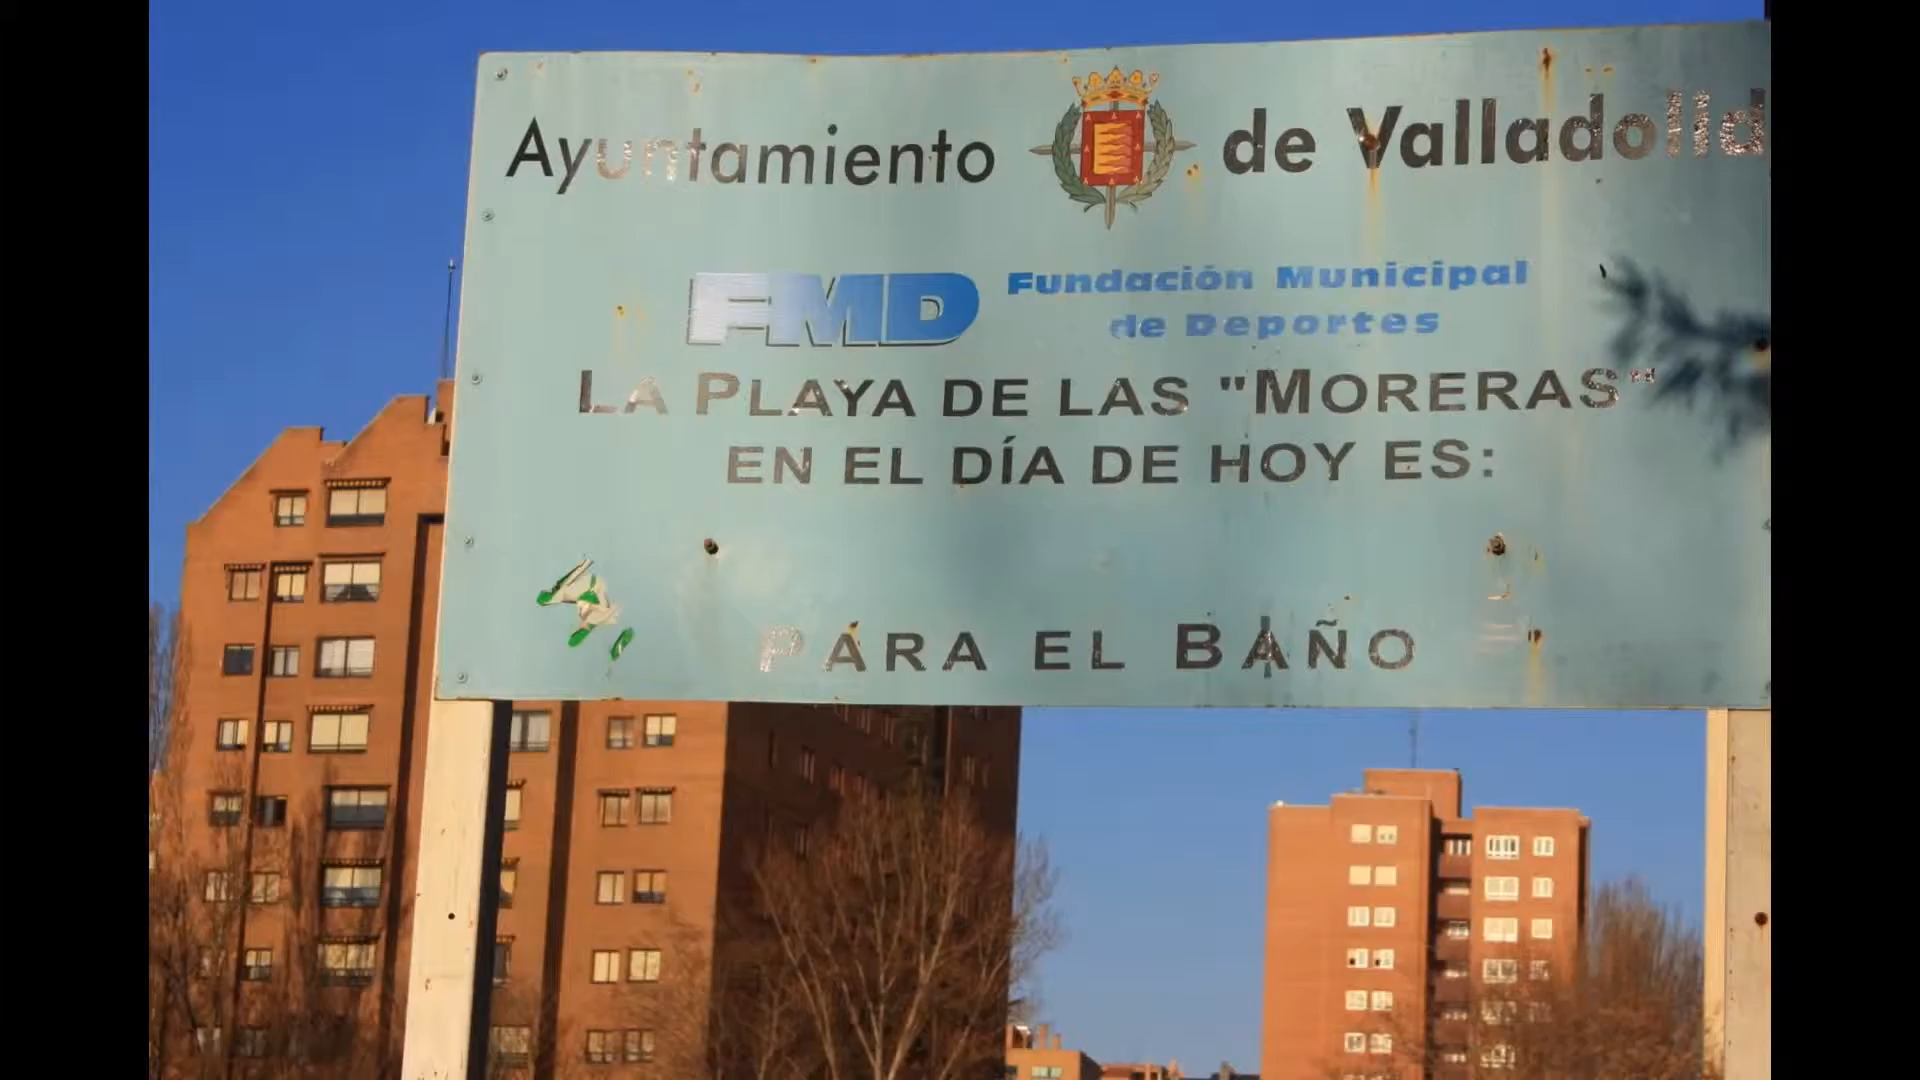 Ayuntamiento de Valladolid
FMD Fundación Municipal
de Deportes
LA PLAYA DE LAS "MORERAS"
EN EL DÍA DE HOY ES:
PARA EL BAÑO